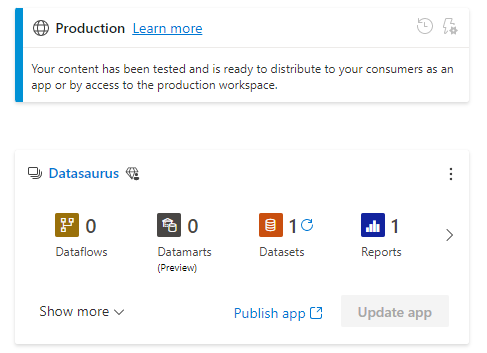 Production Learn more
Your content has been tested and is ready to distribute to your consumers as an
app or by access to the production workspace.
Datasaurus
0 0 1 1
Dataflows Datamarts Datasets Reports
(Preview)
Show more Publish app Update app